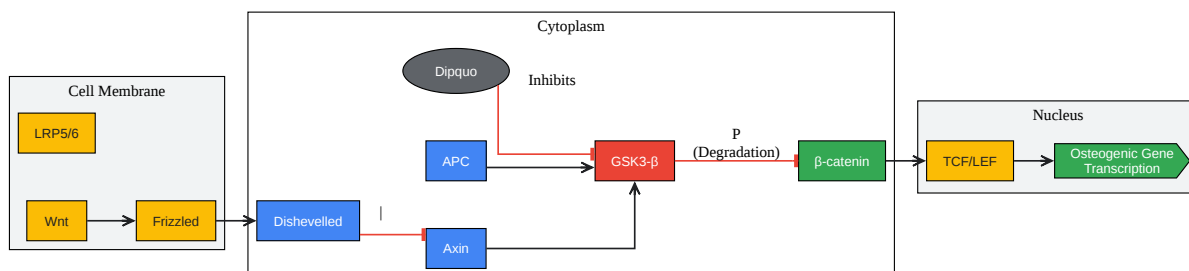 Cytoplasm
Dipquo
Inhibits
Cell Membrane
LRP5/6
Nucleus
APC
GSK3-β
P
(Degradation)
β-catenin
TCF/LEF
Osteogenic Gene
Transcription
Wnt
Frizzled
Dishevelled
|
Axin